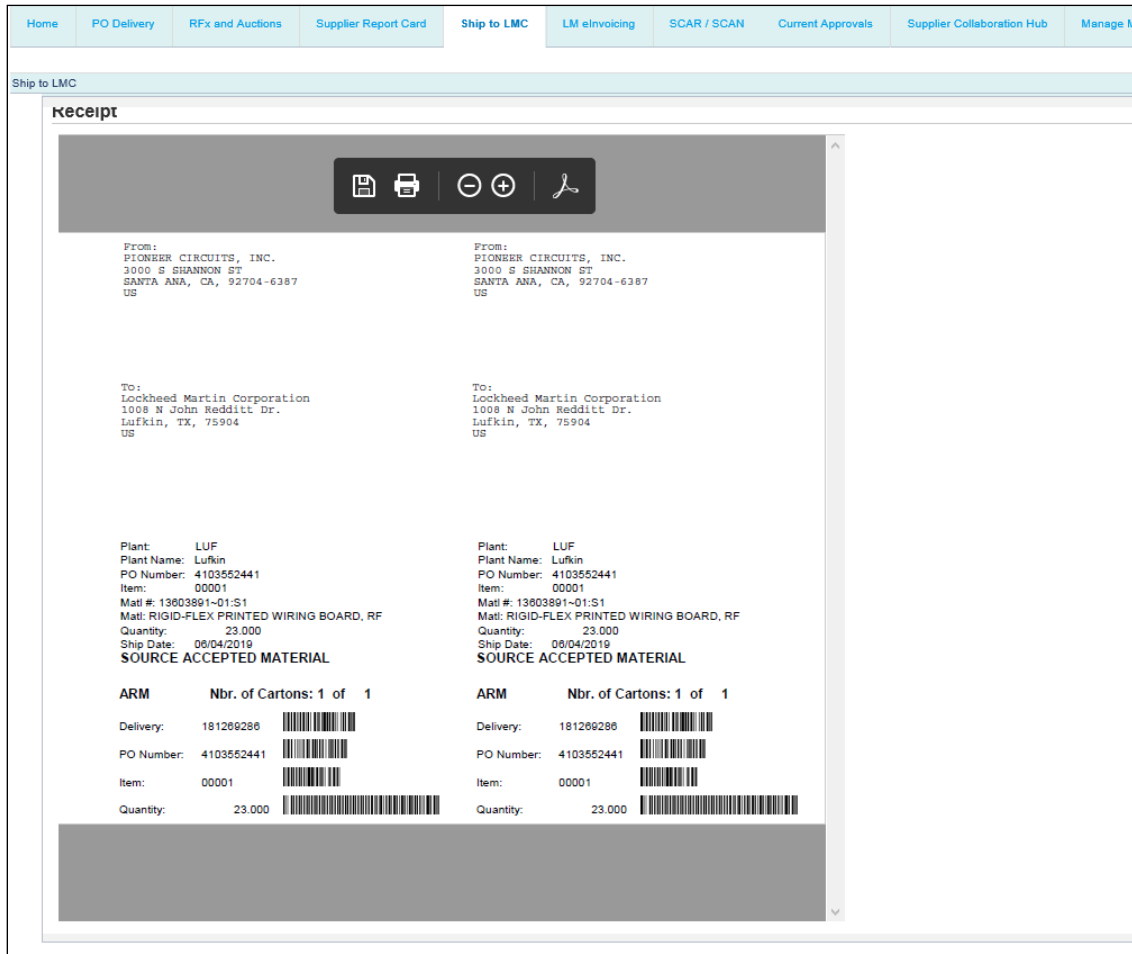 Home PO Delivery RFx and Auctions Supplier Report Card Ship to LMC LM eInvoicing SCAR / SCAN Current Approvals Supplier Collaboration Hub Manage M
Ship to LMC
Receipt
From:
PIONEER CIRCUITS, INC.
3000 S SHANNON ST
SANTA ANA, CA, 92704-6387
US
To:
Lockheed Martin Corporation
1008 N John Redditt Dr.
Lufkin, TX, 75904
US
Plant: LUF
Plant Name: Lufkin
PO Number: 4103552441
Item: 00001
Matl #: 13603891~01:S1
Matl: RIGID-FLEX PRINTED WIRING BOARD, RF
Quantity: 23.000
Ship Date: 06/04/2019
SOURCE ACCEPTED MATERIAL
ARM Nbr. of Cartons: 1 of 1
Delivery: 181269286
PO Number: 4103552441
Item: 00001
Quantity: 23.000
From:
PIONEER CIRCUITS, INC.
3000 S SHANNON ST
SANTA ANA, CA, 92704-6387
US
To:
Lockheed Martin Corporation
1008 N John Redditt Dr.
Lufkin, TX, 75904
US
Plant: LUF
Plant Name: Lufkin
PO Number: 4103552441
Item: 00001
Matl #: 13603891~01:S1
Matl: RIGID-FLEX PRINTED WIRING BOARD, RF
Quantity: 23.000
Ship Date: 06/04/2019
SOURCE ACCEPTED MATERIAL
ARM Nbr. of Cartons: 1 of 1
Delivery: 181269286
PO Number: 4103552441
Item: 00001
Quantity: 23.000